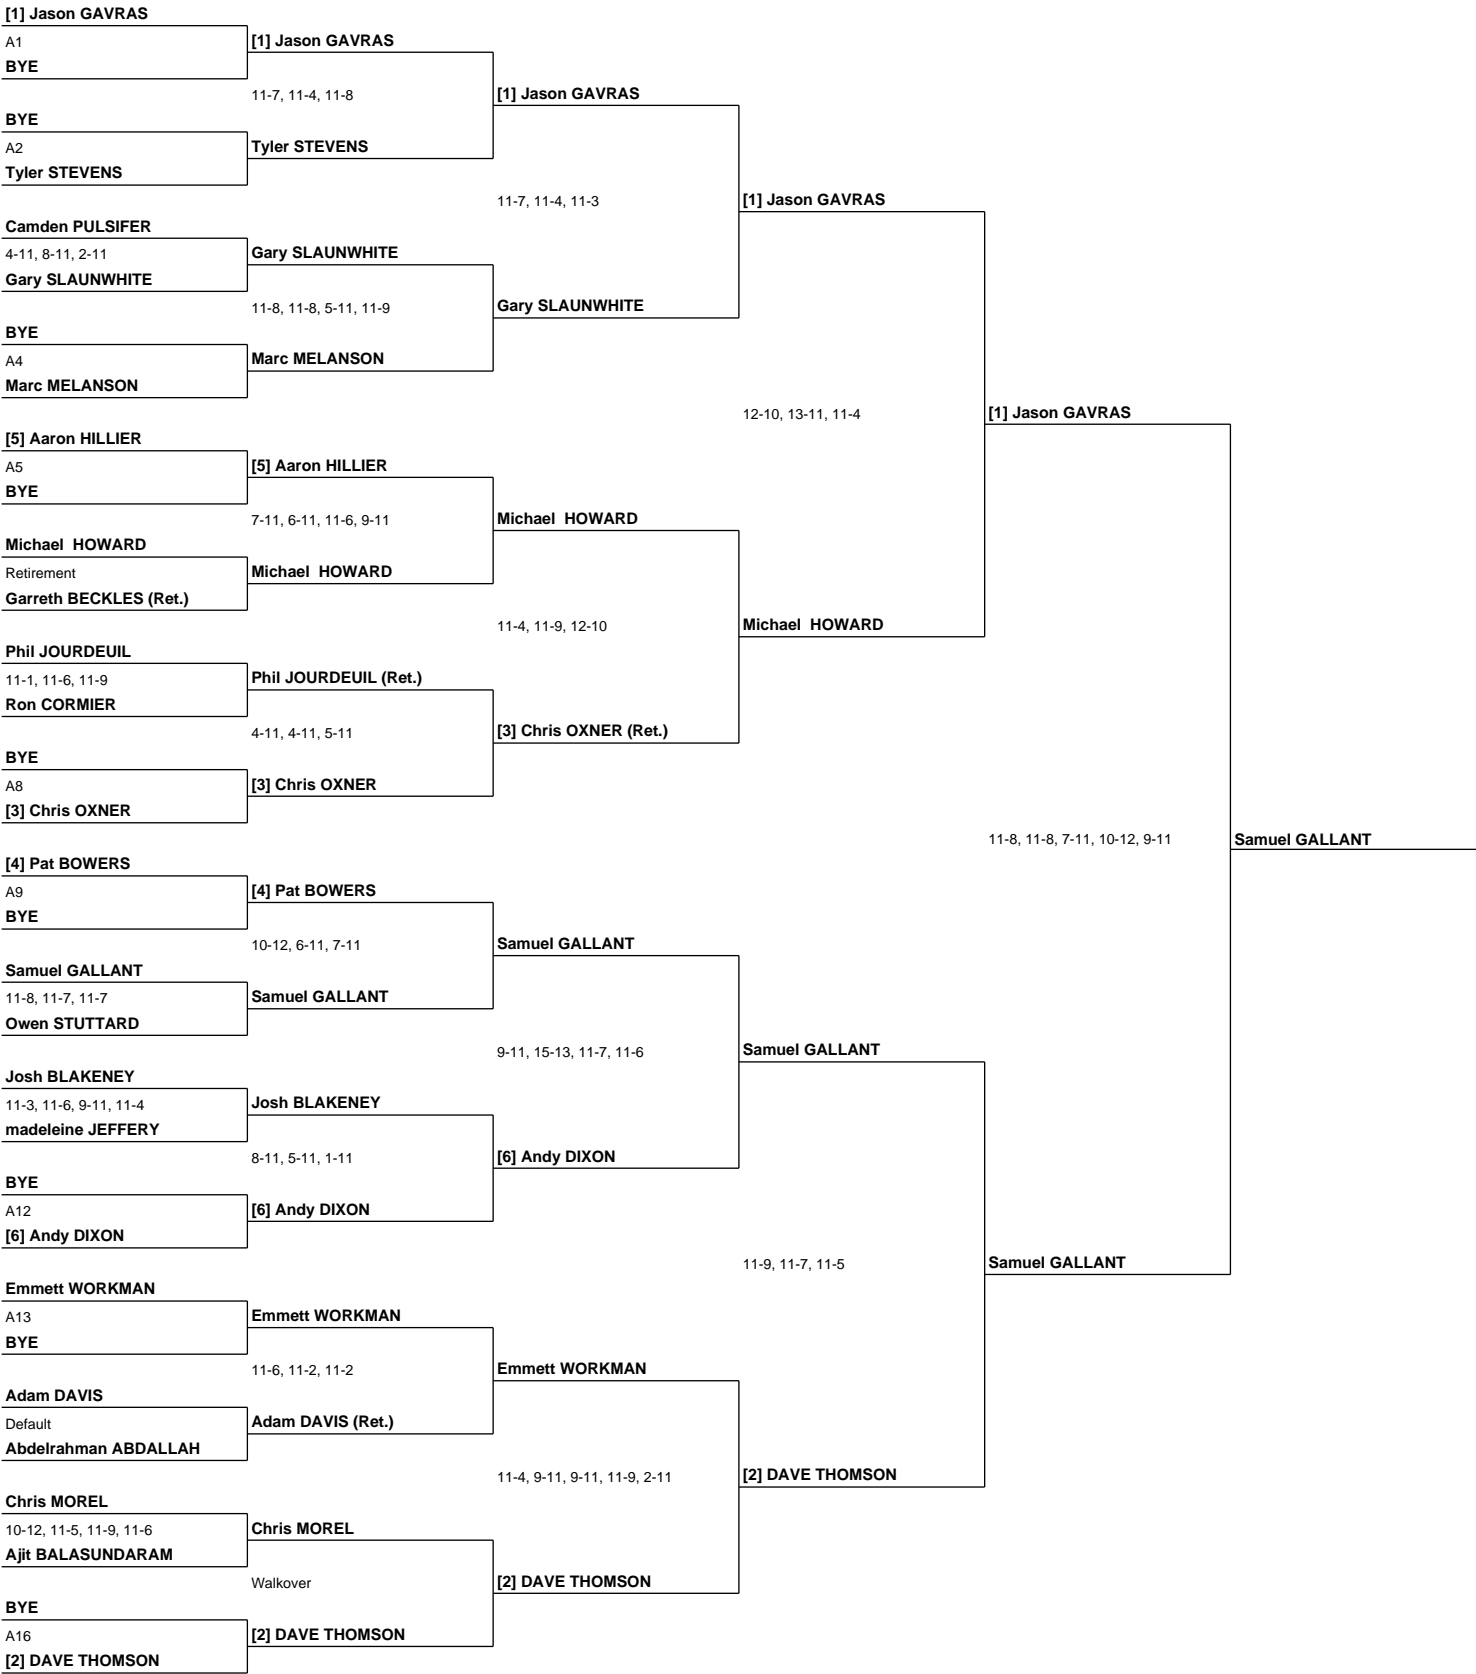 [1] Jason GAVRAS
A1
BYE
BYE
A2
Tyler STEVENS
Camden PULSIFER
4-11, 8-11, 2-11
Gary SLAUNWHITE
BYE
A4
Marc MELANSON
[5] Aaron HILLIER
A5
BYE
Michael  HOWARD
Retirement
Garreth BECKLES (Ret.)
Phil JOURDEUIL
11-1, 11-6, 11-9
Ron CORMIER
BYE
A8
[3] Chris OXNER
[4] Pat BOWERS
A9
BYE
Samuel GALLANT
11-8, 11-7, 11-7
Owen STUTTARD
Josh BLAKENEY
11-3, 11-6, 9-11, 11-4
madeleine JEFFERY
BYE
A12
[6] Andy DIXON
Emmett WORKMAN
A13
BYE
Adam DAVIS
Default
Abdelrahman ABDALLAH
Chris MOREL
10-12, 11-5, 11-9, 11-6
Ajit BALASUNDARAM
BYE
A16
[2] DAVE THOMSON
[1] Jason GAVRAS
11-7, 11-4, 11-8
Tyler STEVENS
Gary SLAUNWHITE
11-8, 11-8, 5-11, 11-9
Marc MELANSON
[5] Aaron HILLIER
7-11, 6-11, 11-6, 9-11
Michael  HOWARD
Phil JOURDEUIL (Ret.)
4-11, 4-11, 5-11
[3] Chris OXNER
[4] Pat BOWERS
10-12, 6-11, 7-11
Samuel GALLANT
Josh BLAKENEY
8-11, 5-11, 1-11
[6] Andy DIXON
Emmett WORKMAN
11-6, 11-2, 11-2
Adam DAVIS (Ret.)
Chris MOREL
Walkover
[2] DAVE THOMSON
[1] Jason GAVRAS
11-7, 11-4, 11-3
Gary SLAUNWHITE
Michael  HOWARD
11-4, 11-9, 12-10
[3] Chris OXNER (Ret.)
Samuel GALLANT
9-11, 15-13, 11-7, 11-6
[6] Andy DIXON
Emmett WORKMAN
11-4, 9-11, 9-11, 11-9, 2-11
[2] DAVE THOMSON
[1] Jason GAVRAS
12-10, 13-11, 11-4
Michael  HOWARD
Samuel GALLANT
11-9, 11-7, 11-5
[2] DAVE THOMSON
[1] Jason GAVRAS
11-8, 11-8, 7-11, 10-12, 9-11
Samuel GALLANT
Samuel GALLANT